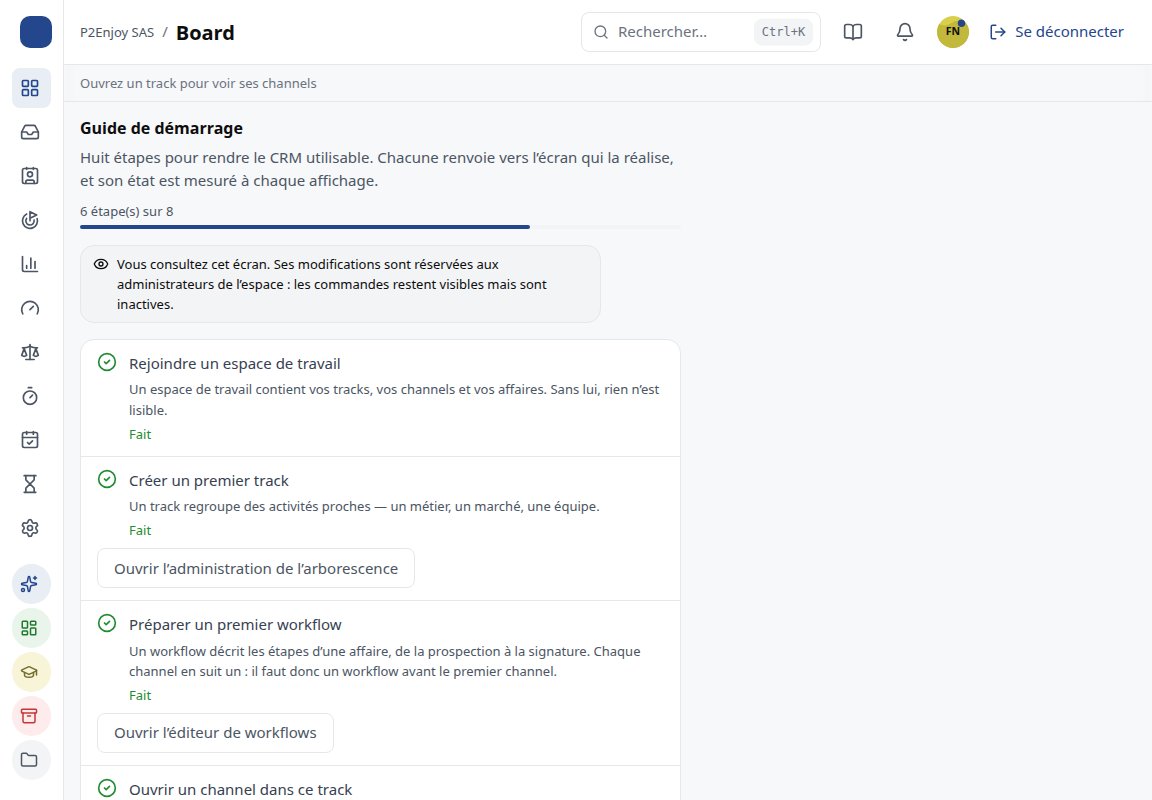 P2Enjoy SAS / Board
Rechercher...
Ctrl+K
FN
Se déconnecter
Ouvrez un track pour voir ses channels
Guide de démarrage
Huit étapes pour rendre le CRM utilisable. Chacune renvoie vers l’écran qui la réalise,
et son état est mesuré à chaque affichage.
6 étape(s) sur 8
Vous consultez cet écran. Ses modifications sont réservées aux
administrateurs de l’espace : les commandes restent visibles mais sont
inactives.
Rejoindre un espace de travail
Un espace de travail contient vos tracks, vos channels et vos affaires. Sans lui, rien n’est
lisible.
Fait
Créer un premier track
Un track regroupe des activités proches — un métier, un marché, une équipe.
Fait
Ouvrir l’administration de l’arborescence
Préparer un premier workflow
Un workflow décrit les étapes d’une affaire, de la prospection à la signature. Chaque
channel en suit un : il faut donc un workflow avant le premier channel.
Fait
Ouvrir l’éditeur de workflows
Ouvrir un channel dans ce track